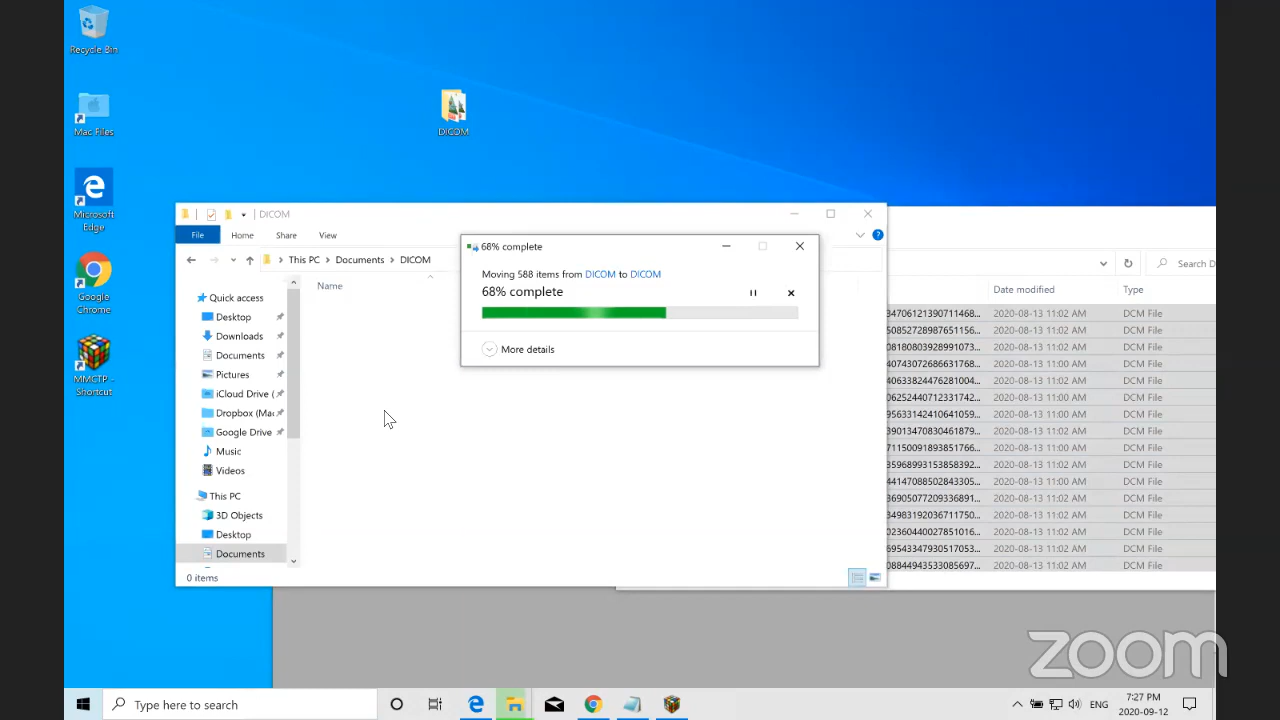 Recycle Bin
Mac Files
Microsoft
Edge
Google
Chrome
MMCTP -
Shortcut
DICOM
DICOM
File
Home
Share
View
This PC
Documents
DICOM
Name
Quick access
Desktop
Downloads
Documents
Pictures
iCloud Drive (
Dropbox (Mac
Google Drive
Music
Videos
This PC
3D Objects
Desktop
Documents
0 items
68% complete
Moving 588 items from DICOM to DICOM
68% complete
More details
Search D
Date modified Type
34706121390711468... 2020-08-13 11:02 AM DCM File
50852728987651156... 2020-08-13 11:02 AM DCM File
08180803928991073... 2020-08-13 11:02 AM DCM File
40743072686631768... 2020-08-13 11:00 AM DCM File
40633824476281004... 2020-08-13 11:02 AM DCM File
06252440712331742... 2020-08-13 11:00 AM DCM File
95633142410641059... 2020-08-13 11:00 AM DCM File
39013470830461879... 2020-08-13 11:02 AM DCM File
71150091893851766... 2020-08-13 11:00 AM DCM File
35968993153858392... 2020-08-13 11:02 AM DCM File
44147088502843305... 2020-08-13 11:00 AM DCM File
36905077209336891... 2020-08-13 11:02 AM DCM File
34983192036711750... 2020-08-13 11:02 AM DCM File
02360440027851016... 2020-08-13 11:00 AM DCM File
69543347930517053... 2020-08-13 11:02 AM DCM File
08844943533085697... 2020-08-13 11:02 AM DCM File
zoom
Type here to search
ENG
7:27 PM
2020-09-12